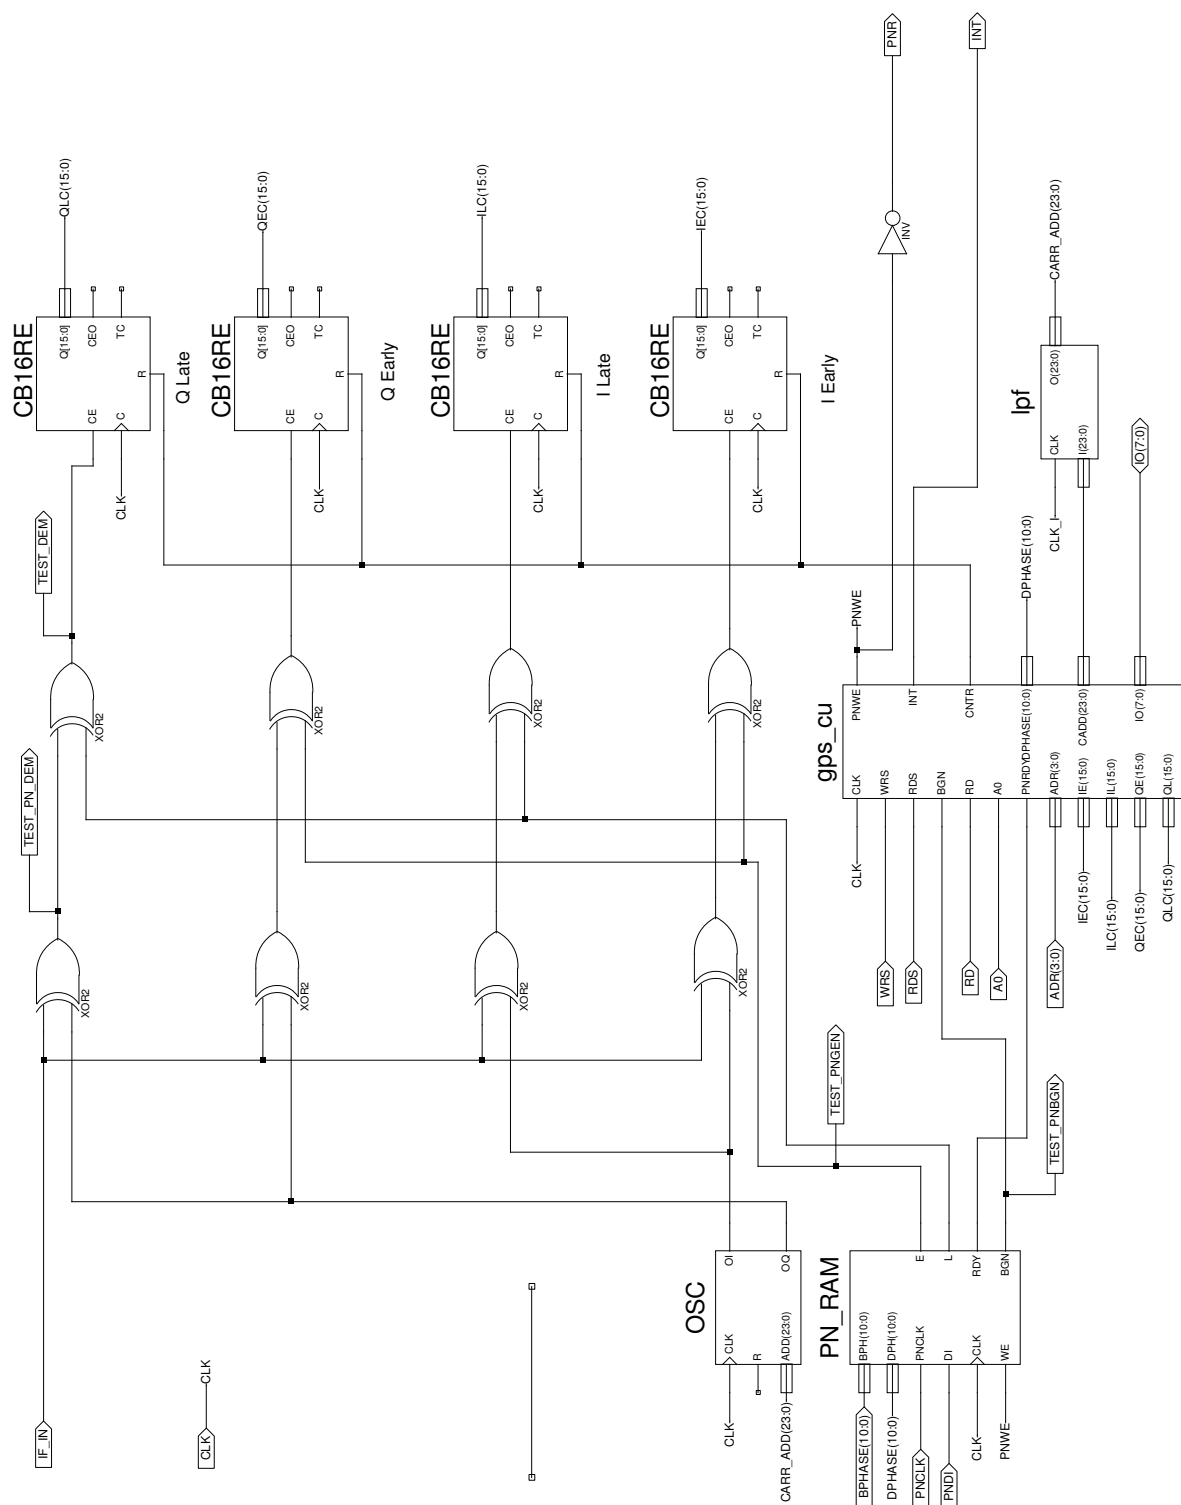 PNR
INT
QLC(15:0)
QEC(15:0)
ILC(15:0)
IEC(15:0)
INV
CARR_ADD(23:0)
CB16RE
Q[15:0]
CEO
TC
CE
C
R
Q Late
CLK
CB16RE
Q[15:0]
CEO
TC
CE
C
R
Q Early
CLK
CB16RE
Q[15:0]
CEO
TC
CE
C
R
I Late
CLK
CB16RE
Q[15:0]
CEO
TC
CE
C
R
I Early
CLK
lpf
O(23:0)
CLK
I(23:0)
CLK_I
IO(7:0)
TEST_DEM
DPHASE(10:0)
PNWE
XOR2
XOR2
XOR2
XOR2
TEST_PN_DEM
gps_cu
PNWE
INT
CNTR
DPHASE(10:0)
CADD(23:0)
IO(7:0)
CLK
WRS
RDS
BGN
RD
A0
PNRDY
ADR(3:0)
IE(15:0)
IL(15:0)
QE(15:0)
QL(15:0)
CLK
WRS
RDS
RD
A0
ADR(3:0)
IEC(15:0)
ILC(15:0)
QEC(15:0)
QLC(15:0)
XOR2
XOR2
XOR2
XOR2
TEST_PNGEN
TEST_PNBGN
OSC
OI
OQ
CLK
R
ADD(23:0)
CLK
CARR_ADD(23:0)
PN_RAM
E
L
RDY
BGN
BPH(10:0)
DPH(10:0)
PNCLK
DI
CLK
WE
BPHASE(10:0)
DPHASE(10:0)
PNCLK
PNDI
CLK
PNWE
IF_IN
CLK
CLK